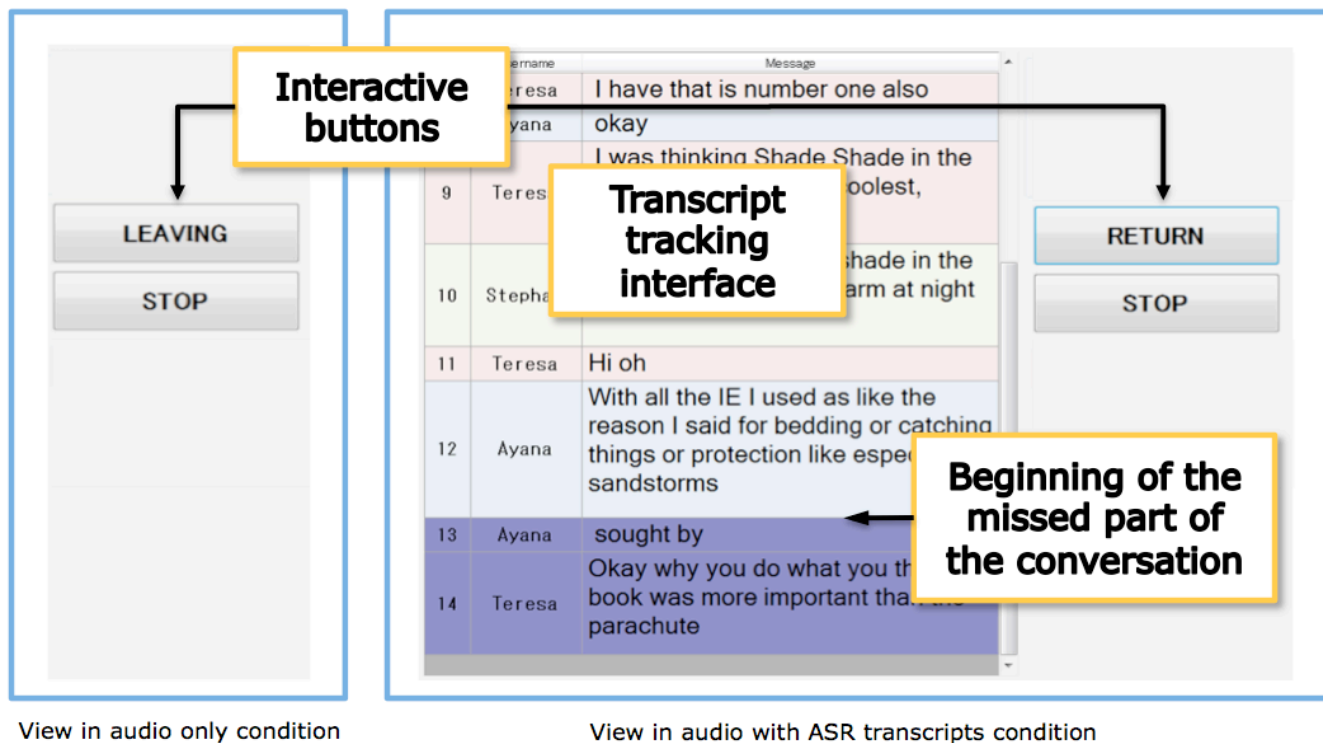 Interactive
buttons
LEAVING
STOP
Message
I have that is number one also
okay
I was thinking Shade Shade in the
coolest,
9
Transcript
tracking
interface
shade in the
arm at night
10
11 Teresa Hi oh
With all the IE I used as like the
reason I said for bedding or catching
12 Ayana things or protection like
sandstorms
13 Ayana sought by
Okay why you do what you
14 Teresa book was more important than the
parachute
RETURN
STOP
Beginning of the
missed part of
the conversation
View in audio only condition
View in audio with ASR transcripts condition